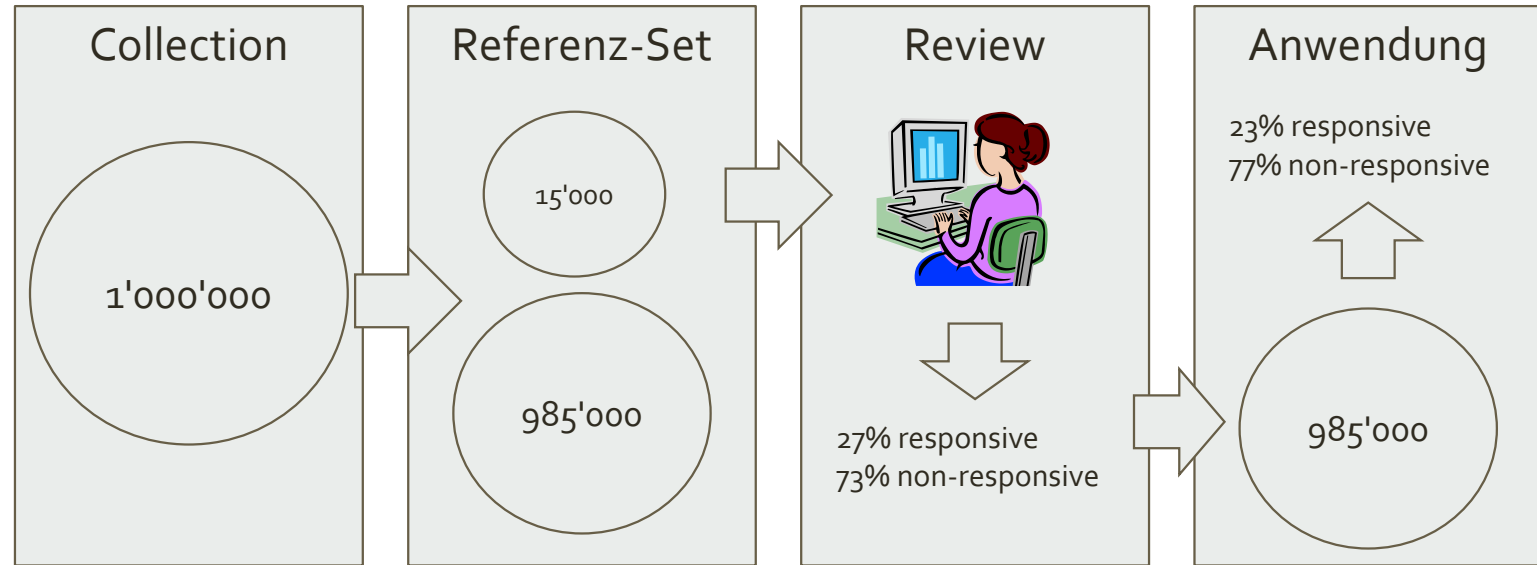 Collection
1'000'000
Referenz-Set
15'000
985'000
Review
27% responsive
73% non-responsive
Anwendung
23% responsive
77% non-responsive
985'000